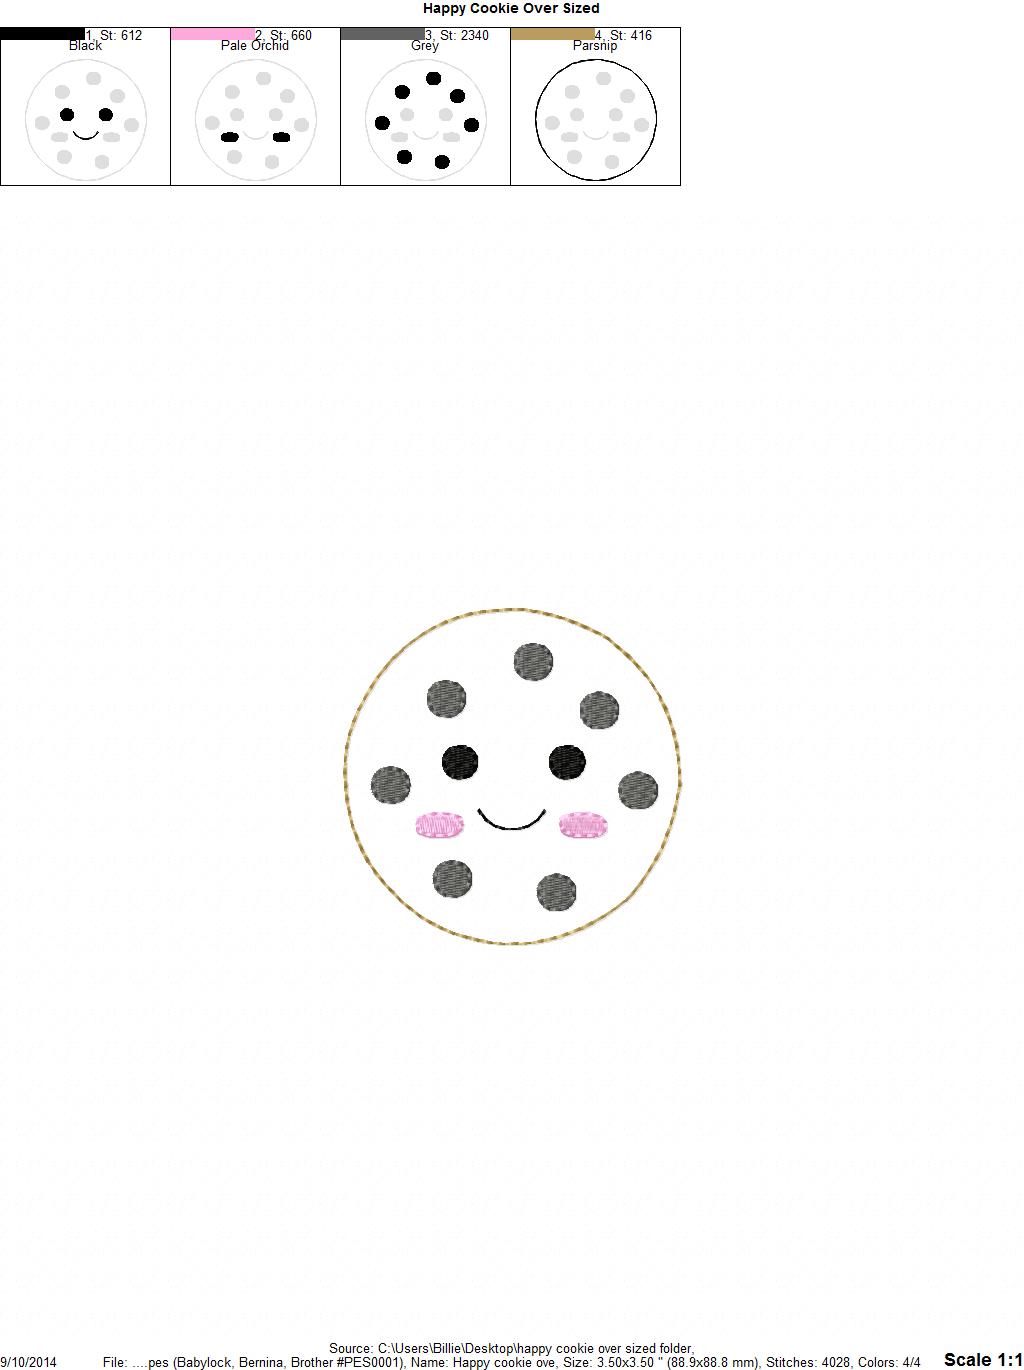 Happy Cookie Over Sized
1, St: 612
Black
2, St: 660
Pale Orchid
3, St: 2340
Grey
4, St: 416
Parsnip
Source: C:\Users\Billie\Desktop\happy cookie over sized folder,
9/10/2014 File: ....pes (Babylock, Bernina, Brother #PES0001), Name: Happy cookie ove, Size: 3.50x3.50 " (88.9x88.8 mm), Stitches: 4028, Colors: 4/4 Scale 1:1